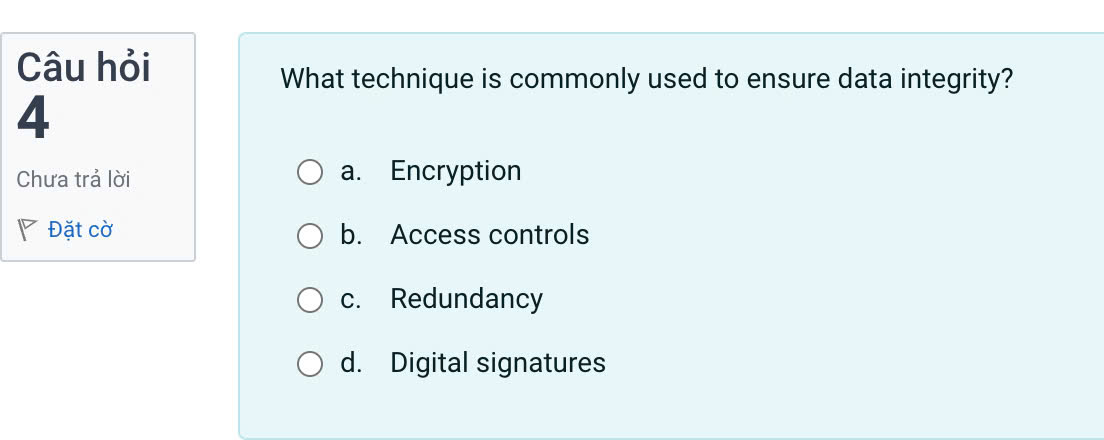 Câu hỏi
4
Chưa trả lời
Đặt cờ
What technique is commonly used to ensure data integrity?
a. Encryption
b. Access controls
c. Redundancy
d. Digital signatures